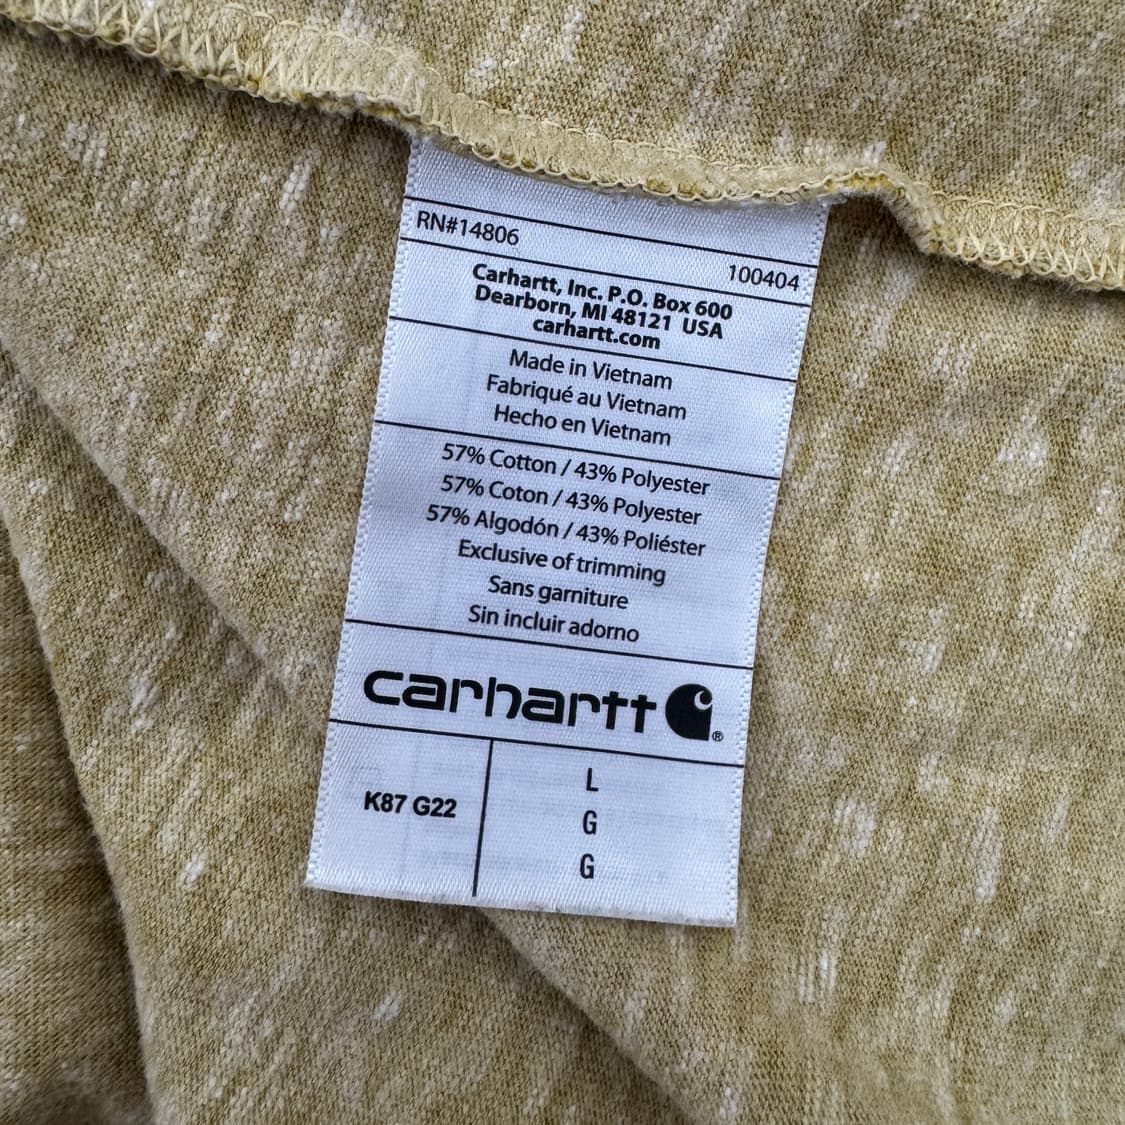 RN#14806
100404
Carhartt, Inc. P.O. Box 600
Dearborn, MI 48121 USA
carhartt.com
Made in Vietnam
Fabriqué au Vietnam
Hecho en Vietnam
57% Cotton / 43% Polyester
57% Coton / 43% Polyester
57% Algodón / 43% Poliéster
Exclusive of trimming
Sans garniture
Sin incluir adorno
carhartt ®
K87 G22
L
G
G